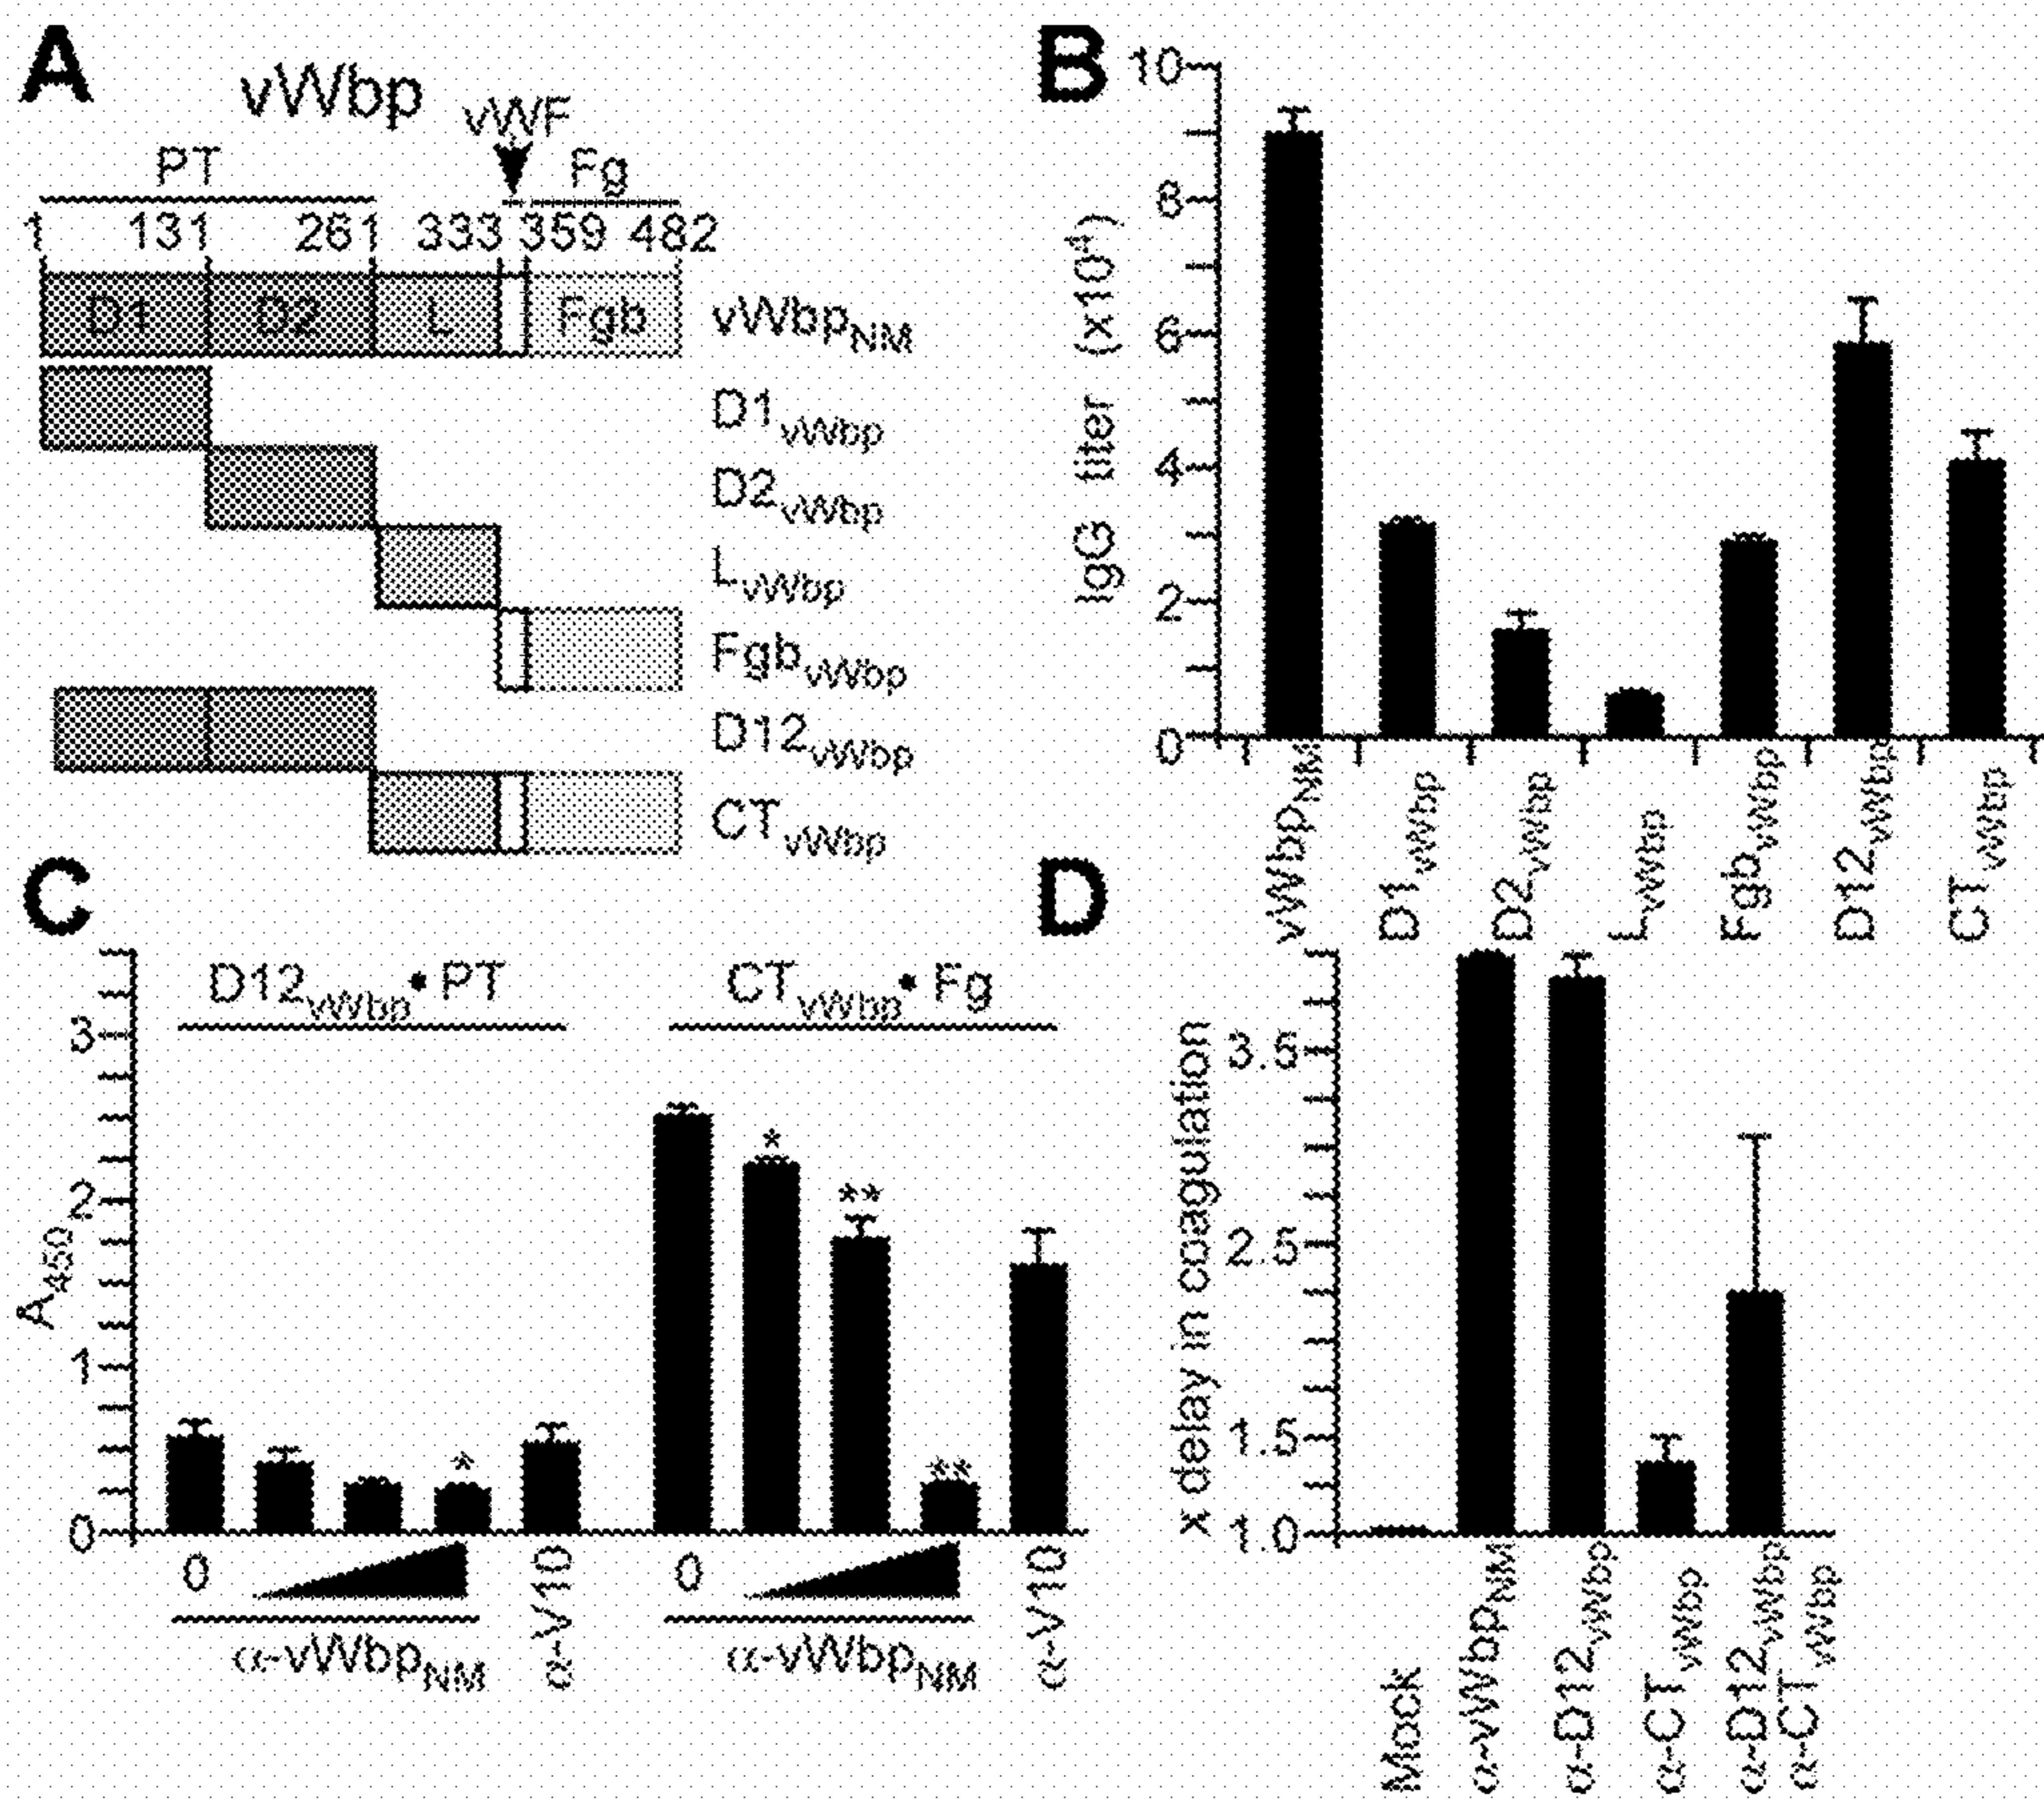 A
vWbp
vWF
PT
Fg
1 131 261 333 359 482
D1 D2 L Fgb vWbpNM
D1vWbp
D2vWbp
LvWbp
FgbvWbp
D12vWbp
CTvWbp
B
IgG titer (x10⁴)
10
8
6
4
2
0
vWbpNM
D1vWbp
D2vWbp
LvWbp
FgbvWbp
D12vWbp
CTvWbp
C
D12vWbp • PT
CTvWbp • Fg
A450
3
2
1
0
*
*
**
**
0
α-vWbpNM
α-V10
0
α-vWbpNM
α-V10
D
x delay in coagulation
3.5
2.5
1.5
1.0
Mock
α-vWbpNM
α-D12vWbp
α-CTvWbp
α-D12vWbp
α-CTvWbp